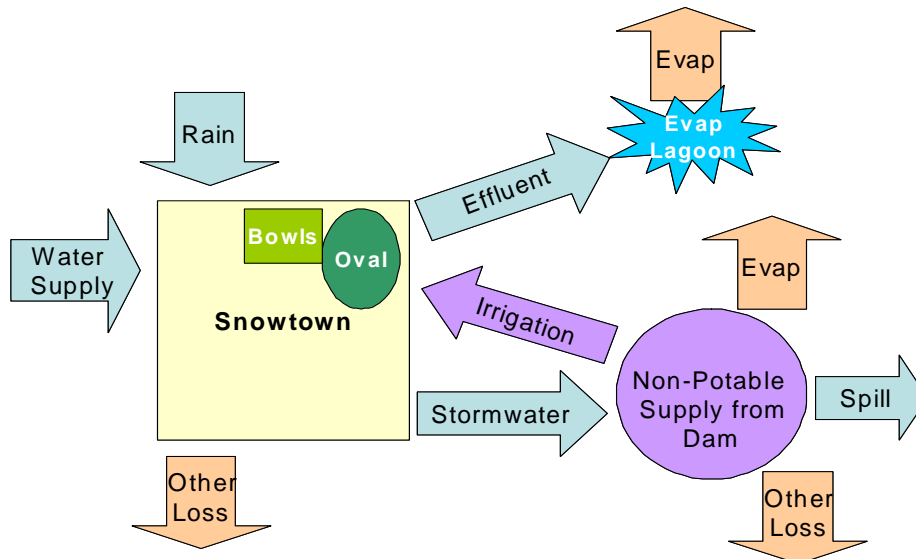 Evap
Rain
Evap
Lagoon
Effluent
Bowls
Oval
Water
Supply
Evap
Irrigation
Snowtown
Non-Potable
Supply from
Dam
Spill
Stormwater
Other
Loss
Other
Loss